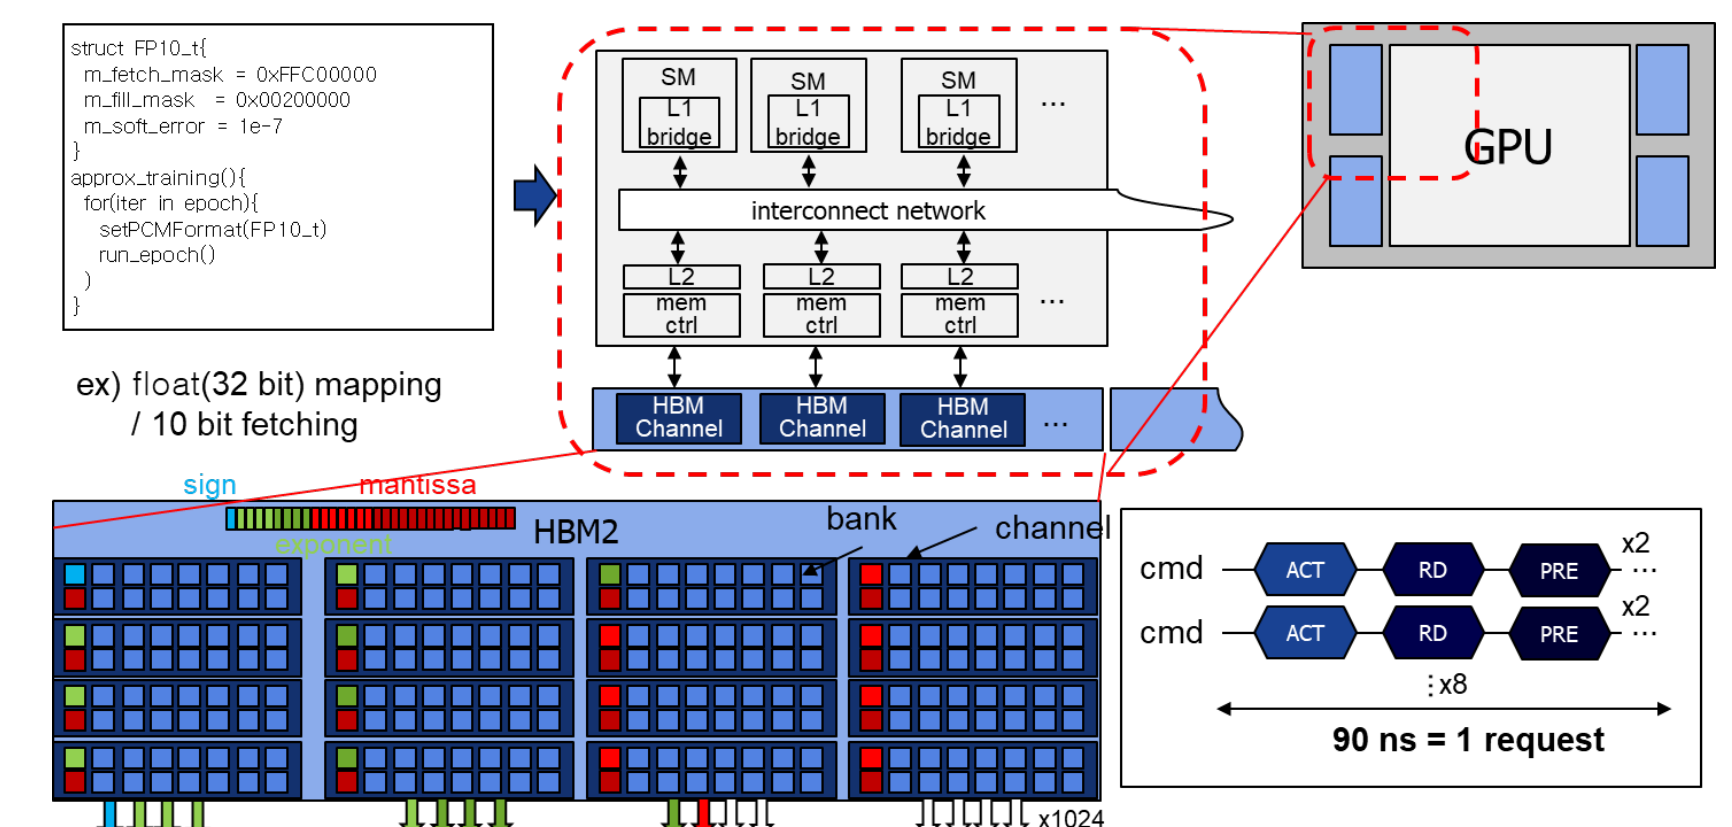 struct FP10_t{
m_fetch_mask = 0xFFC00000
m_fill_mask = 0x00200000
m_soft_error = 1e-7
}
approx_training(){
for(iter in epoch){
setPCMFormat(FP10_t)
run_epoch()
)
}
ex) float(32 bit) mapping
/ 10 bit fetching
SM
L1
bridge
SM
L1
bridge
SM
L1
bridge
...
interconnect network
L2
mem
ctrl
L2
mem
ctrl
L2
mem
ctrl
...
HBM
Channel
HBM
Channel
HBM
Channel
...
GPU
sign
mantissa
exponent
HBM2
bank
channel
x1024
cmd
ACT
RD
PRE
x2
...
cmd
ACT
RD
PRE
x2
...
⋮x8
90 ns = 1 request